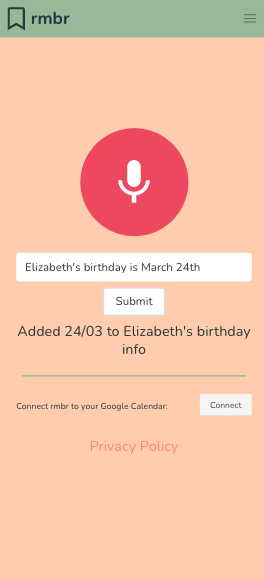 rmbr
Elizabeth's birthday is March 24th
Submit
Added 24/03 to Elizabeth's birthday
info
Connect rmbr to your Google Calendar:
Connect
Privacy Policy